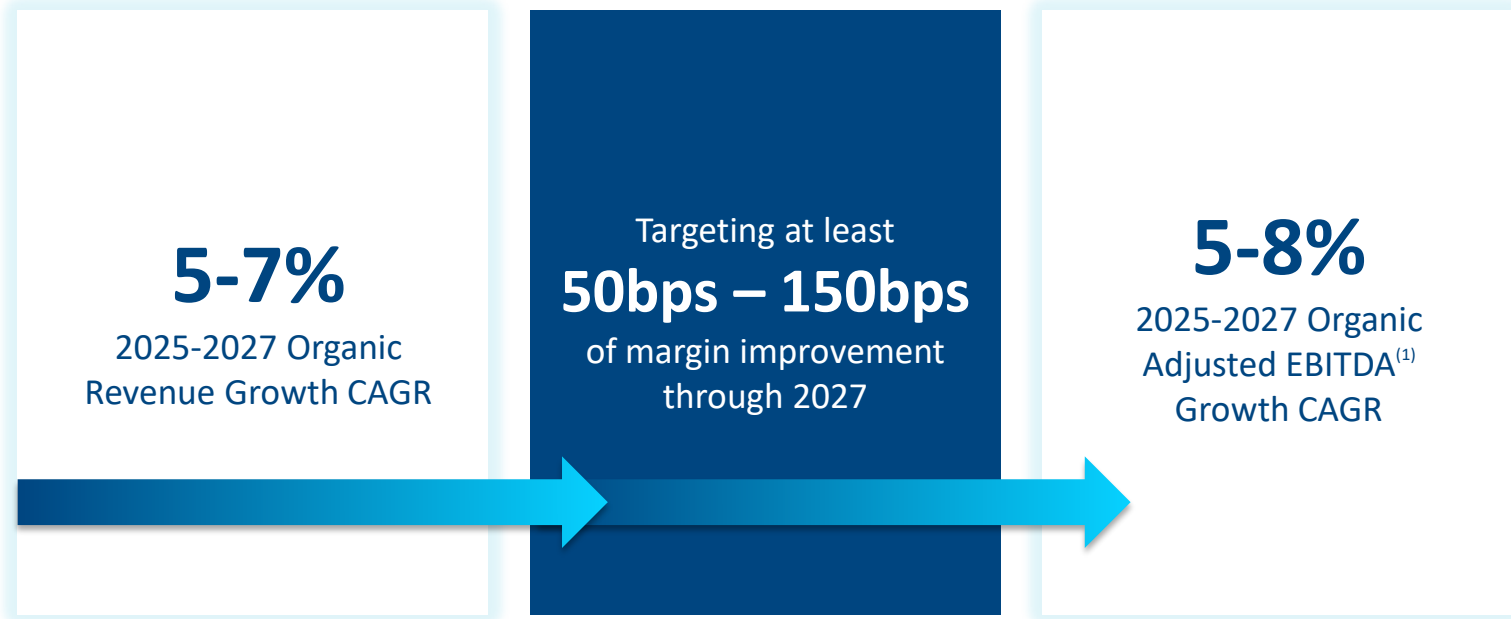 5-7%
2025-2027 Organic
Revenue Growth CAGR
Targeting at least
50bps – 150bps
of margin improvement
through 2027
5-8%
2025-2027 Organic
Adjusted EBITDA(1)
Growth CAGR